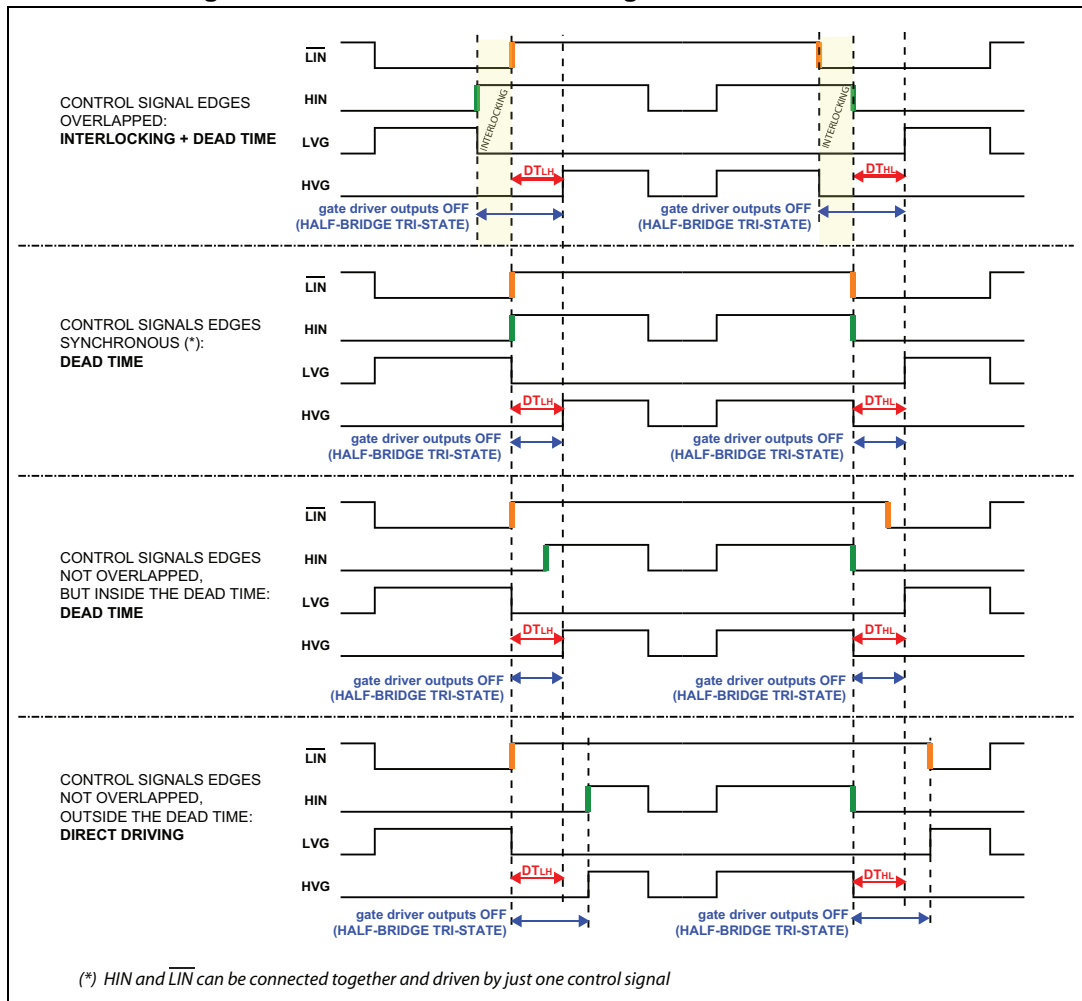 LIN
CONTROL SIGNAL EDGES
OVERLAPPED:
INTERLOCKING + DEAD TIME
HIN
INTERLOCKING
INTERLOCKING
LVG
DTLH
DTHL
HVG
gate driver outputs OFF
(HALF-BRIDGE TRI-STATE)
gate driver outputs OFF
(HALF-BRIDGE TRI-STATE)
LIN
CONTROL SIGNALS EDGES
SYNCHRONOUS (*):
DEAD TIME
HIN
LVG
DTLH
DTHL
HVG
gate driver outputs OFF
(HALF-BRIDGE TRI-STATE)
gate driver outputs OFF
(HALF-BRIDGE TRI-STATE)
LIN
CONTROL SIGNALS EDGES
NOT OVERLAPPED,
BUT INSIDE THE DEAD TIME:
DEAD TIME
HIN
LVG
DTLH
DTHL
HVG
gate driver outputs OFF
(HALF-BRIDGE TRI-STATE)
gate driver outputs OFF
(HALF-BRIDGE TRI-STATE)
LIN
CONTROL SIGNALS EDGES
NOT OVERLAPPED,
OUTSIDE THE DEAD TIME:
DIRECT DRIVING
HIN
LVG
DTLH
DTHL
HVG
gate driver outputs OFF
(HALF-BRIDGE TRI-STATE)
gate driver outputs OFF
(HALF-BRIDGE TRI-STATE)
(*) HIN and LIN can be connected together and driven by just one control signal